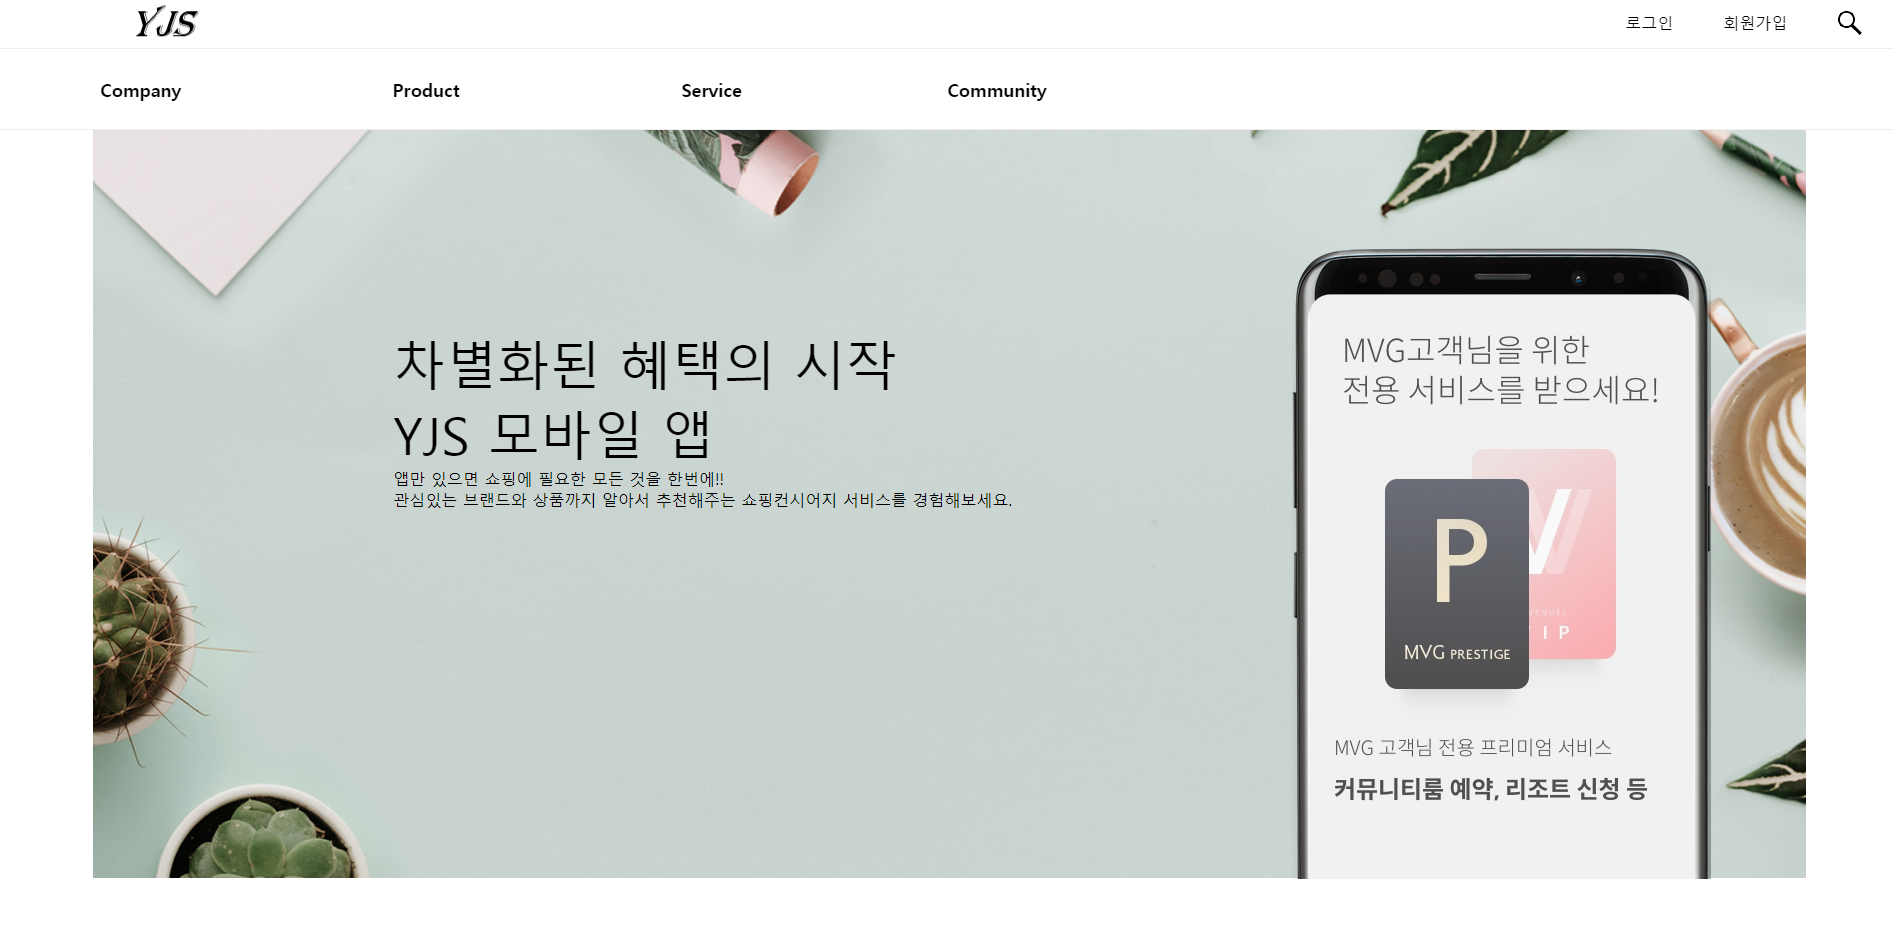 YJS
로그인
회원가입
Company
Product
Service
Community
차별화된 혜택의 시작
YJS 모바일 앱
앱만 있으면 쇼핑에 필요한 모든 것을 한번에!!
관심있는 브랜드와 상품까지 알아서 추천해주는 쇼핑컨시어지 서비스를 경험해보세요.
MVG고객님을 위한
전용 서비스를 받으세요!
P
MVG PRESTIGE
MVG 고객님 전용 프리미엄 서비스
커뮤니티룸 예약, 리조트 신청 등